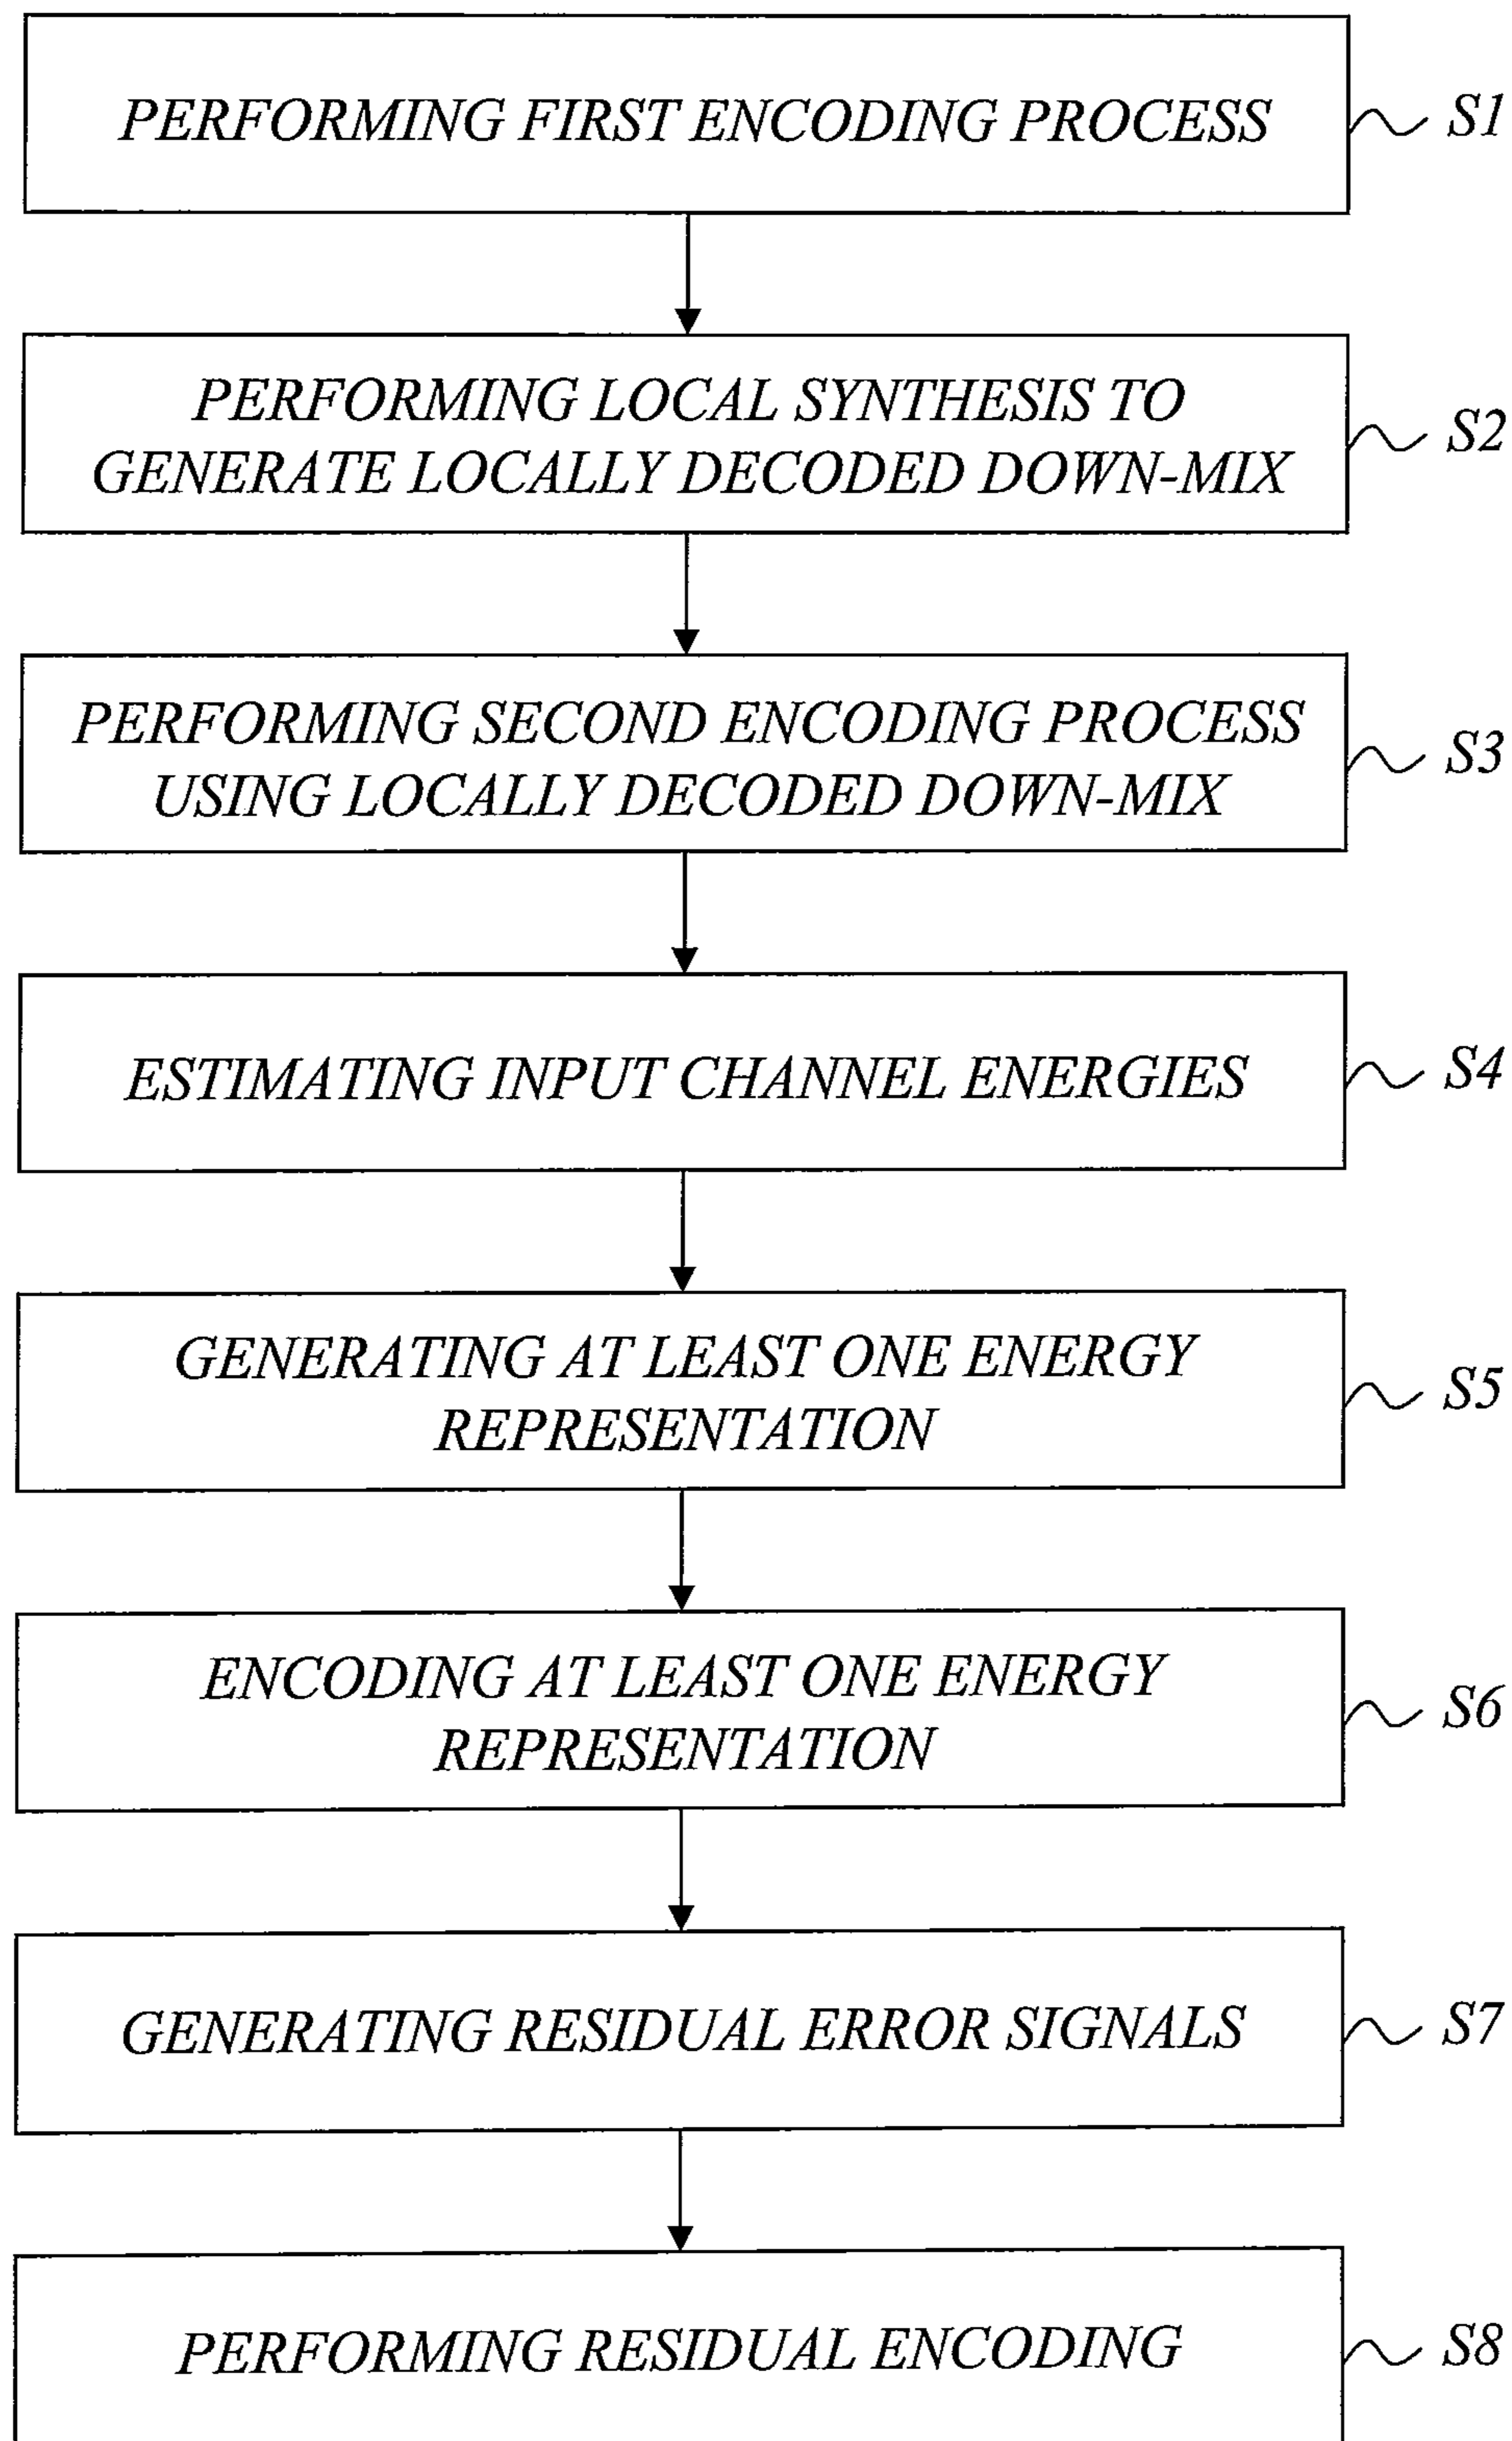 PERFORMING FIRST ENCODING PROCESS
S1
PERFORMING LOCAL SYNTHESIS TO
GENERATE LOCALLY DECODED DOWN-MIX
S2
PERFORMING SECOND ENCODING PROCESS
USING LOCALLY DECODED DOWN-MIX
S3
ESTIMATING INPUT CHANNEL ENERGIES
S4
GENERATING AT LEAST ONE ENERGY
REPRESENTATION
S5
ENCODING AT LEAST ONE ENERGY
REPRESENTATION
S6
GENERATING RESIDUAL ERROR SIGNALS
S7
PERFORMING RESIDUAL ENCODING
S8